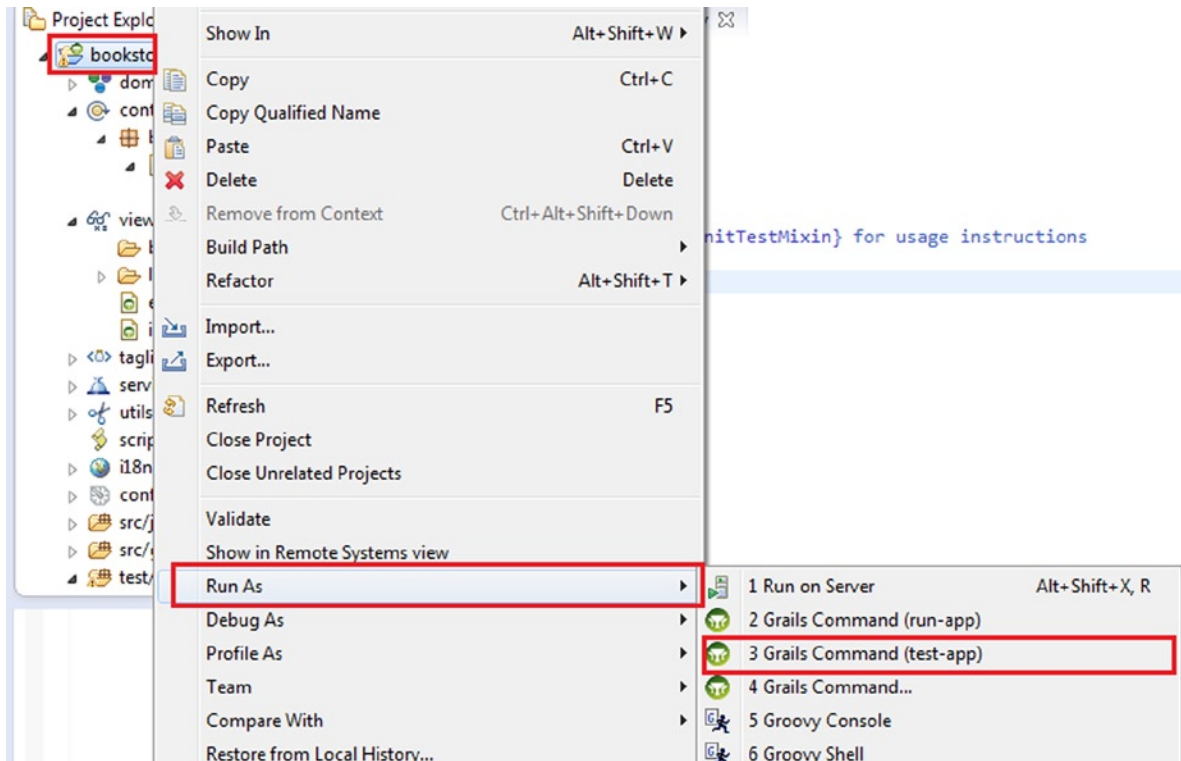 Project Explo
bookstc
dom
cont
view
tagli
serv
utils
scrip
i18n
conf
src/j
src/g
test/
Show In Alt+Shift+W
Copy Ctrl+C
Copy Qualified Name
Paste Ctrl+V
Delete Delete
Remove from Context Ctrl+Alt+Shift+Down
Build Path
Refactor Alt+Shift+T
Import...
Export...
Refresh F5
Close Project
Close Unrelated Projects
Validate
Show in Remote Systems view
Run As
Debug As
Profile As
Team
Compare With
Restore from Local History...
nitTestMixin} for usage instructions
1 Run on Server Alt+Shift+X, R
2 Grails Command (run-app)
3 Grails Command (test-app)
4 Grails Command...
5 Groovy Console
6 Groovy Shell